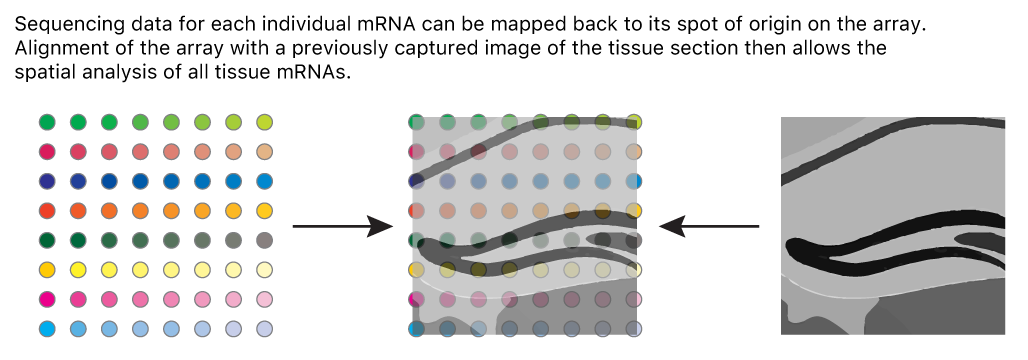 Sequencing data for each individual mRNA can be mapped back to its spot of origin on the array.
Alignment of the array with a previously captured image of the tissue section then allows the
spatial analysis of all tissue mRNAs.